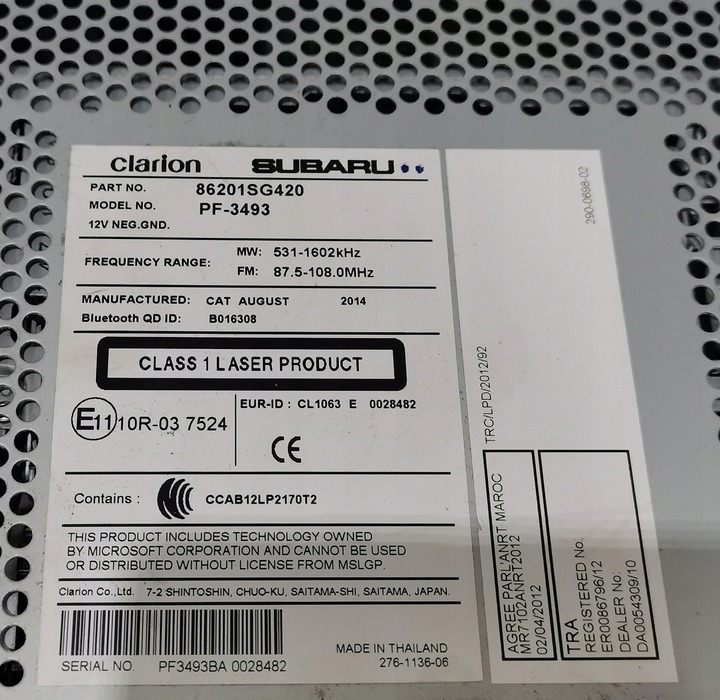 clarion SUBARU
PART NO. 86201SG420
MODEL NO. PF-3493
12V NEG.GND.
FREQUENCY RANGE: MW: 531-1602kHz
FM: 87.5-108.0MHz
MANUFACTURED: CAT AUGUST 2014
Bluetooth QD ID: B016308
CLASS 1 LASER PRODUCT
E11 10R-03 7524
EUR-ID : CL1063 E 0028482
CE
Contains : CCAB12LP2170T2
THIS PRODUCT INCLUDES TECHNOLOGY OWNED
BY MICROSOFT CORPORATION AND CANNOT BE USED
OR DISTRIBUTED WITHOUT LICENSE FROM MSLGP.
Clarion Co.,Ltd. 7-2 SHINTOSHIN, CHUO-KU, SAITAMA-SHI, SAITAMA, JAPAN.
MADE IN THAILAND
SERIAL NO. PF3493BA 0028482
276-1136-06
290-0698-02
TRC/LPD/2012/92
AGREE PAR L'ANRT MAROC
MR7102ANRT2012
02/04/2012
TRA
REGISTERED No:
ER0086796/12
DEALER No:
DA0054309/10